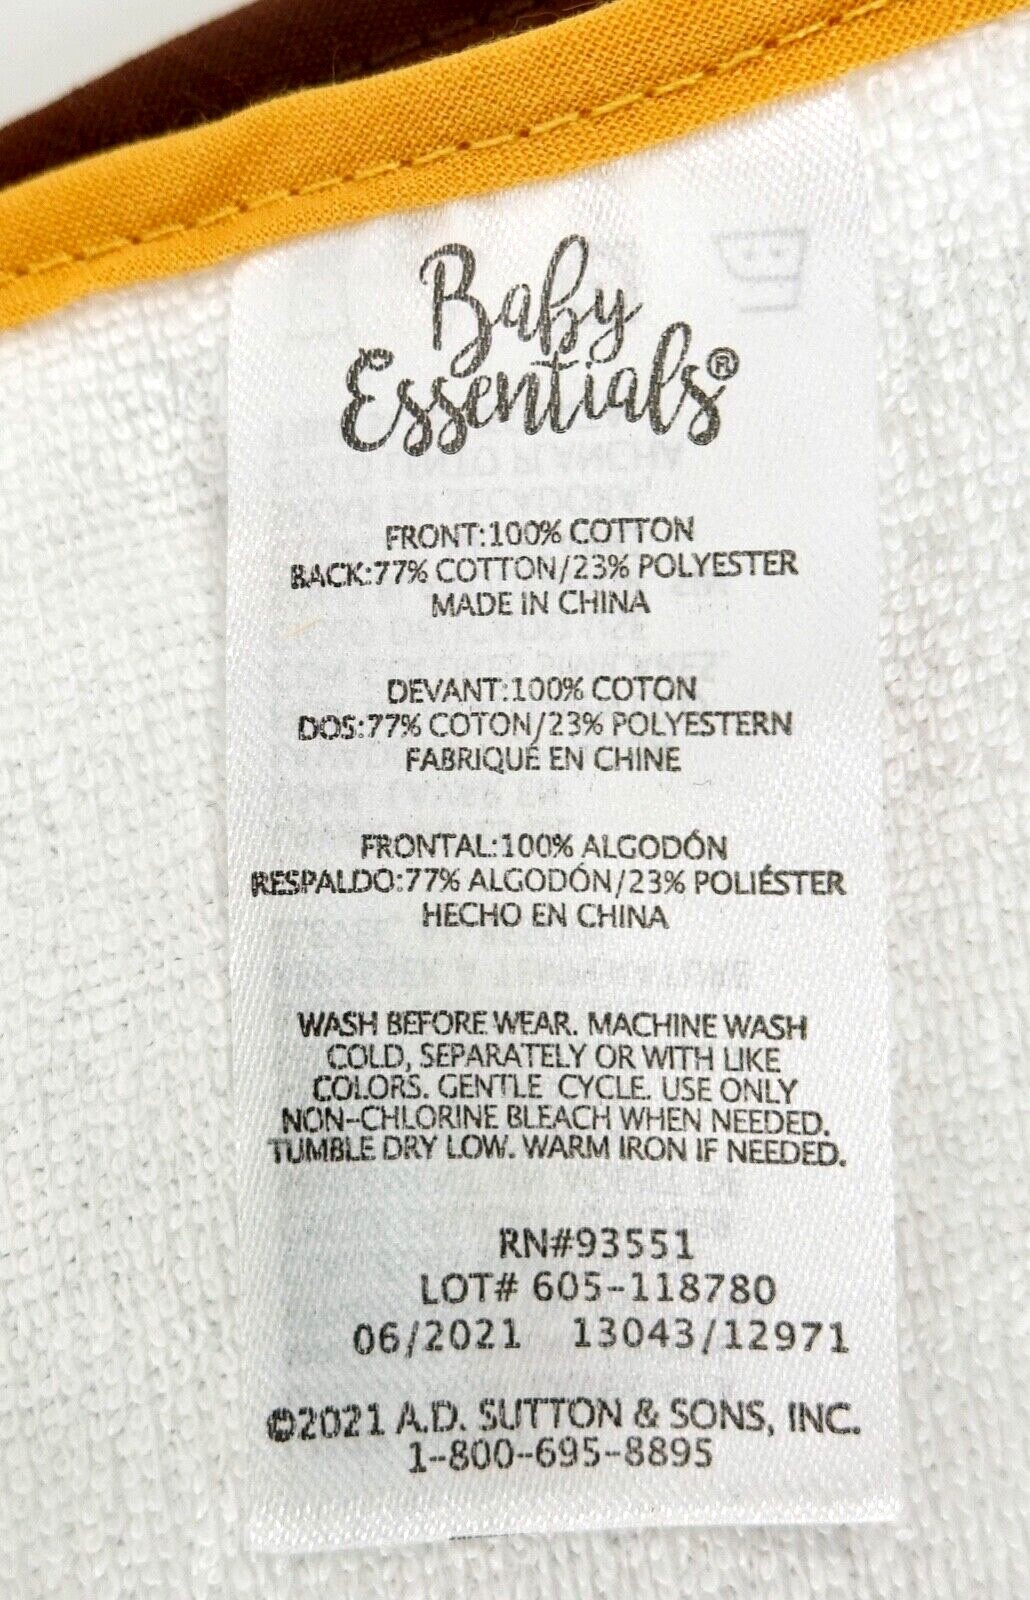 Baby
Essentials®
FRONT:100% COTTON
BACK:77% COTTON/23% POLYESTER
MADE IN CHINA
DEVANT:100% COTON
DOS:77% COTON/23% POLYESTERN
FABRIQUÉ EN CHINE
FRONTAL:100% ALGODÓN
RESPALDO:77% ALGODÓN/23% POLIÉSTER
HECHO EN CHINA
WASH BEFORE WEAR. MACHINE WASH
COLD, SEPARATELY OR WITH LIKE
COLORS. GENTLE CYCLE. USE ONLY
NON-CHLORINE BLEACH WHEN NEEDED.
TUMBLE DRY LOW. WARM IRON IF NEEDED.
RN#93551
LOT# 605-118780
06/2021 13043/12971
©2021 A.D. SUTTON & SONS, INC.
1-800-695-8895